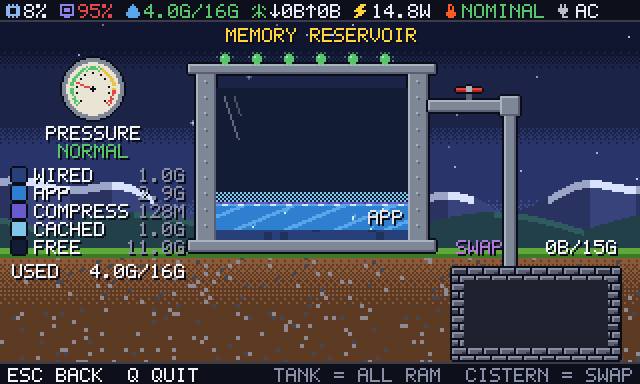 8% 95% 4.0G/16G ↓0B↑0B 14.8W NOMINAL AC
MEMORY RESERVOIR
PRESSURE
NORMAL
WIRED 1.0G
APP
COMPRESS 128M
CACHED 1.0G
FREE 11.0G
USED 4.0G/16G
APP
SWAP 0B/15G
ESC BACK Q QUIT TANK = ALL RAM CISTERN = SWAP